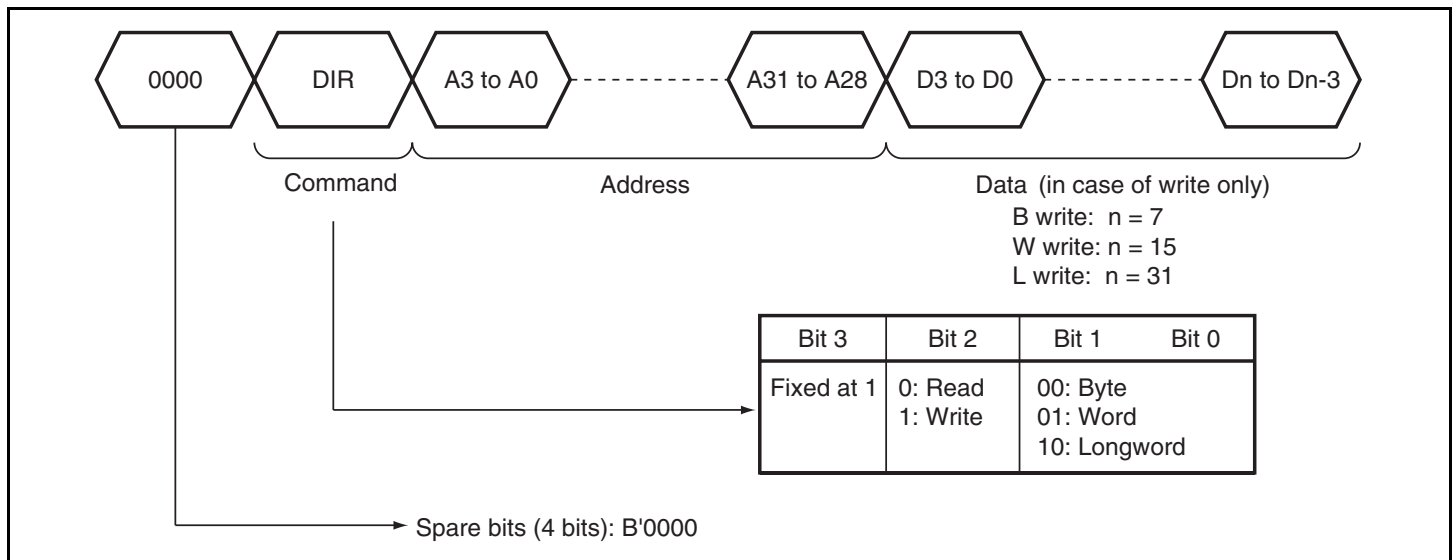 0000 DIR A3 to A0 A31 to A28 D3 to D0 Dn to Dn-3
Command Address Data (in case of write only)
B write: n = 7
W write: n = 15
L write: n = 31
Bit 3 Bit 2 Bit 1 Bit 0
Fixed at 1 0: Read 00: Byte
1: Write 01: Word
10: Longword
Spare bits (4 bits): B'0000